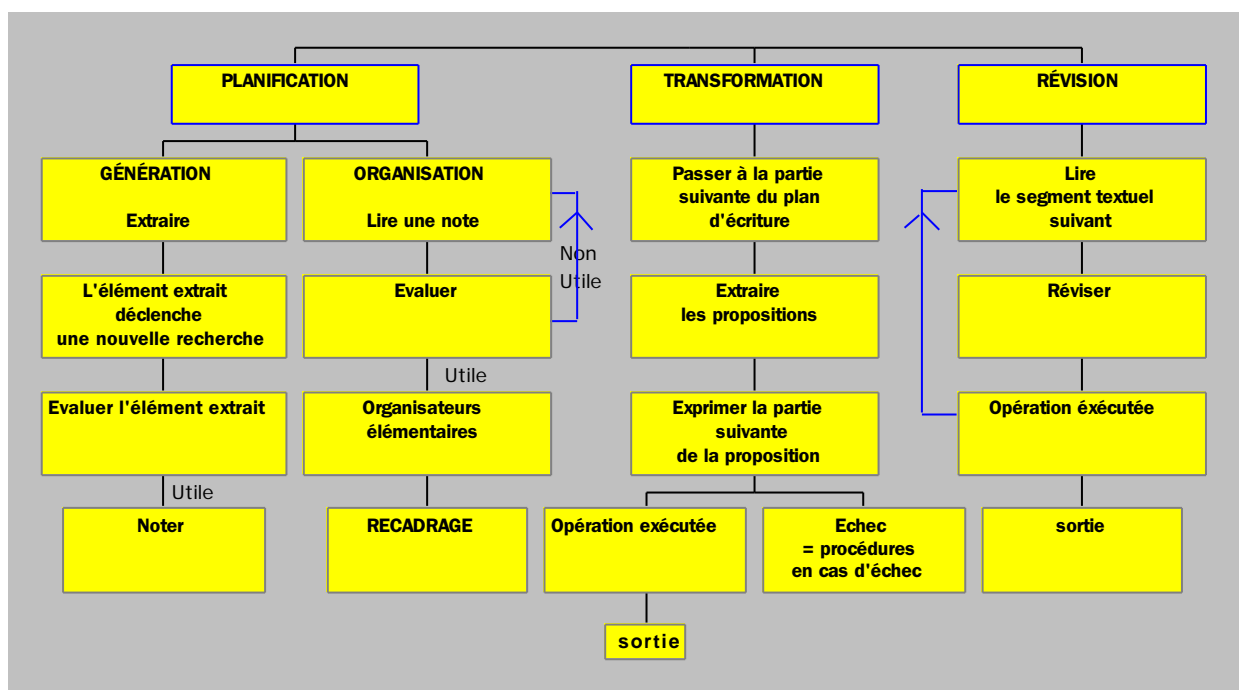 PLANIFICATION
TRANSFORMATION
RÉVISION
GÉNÉRATION
Extraire
ORGANISATION
Lire une note
Passer à la partie
suivante du plan
d'écriture
Lire
le segment textuel
suivant
Non
Utile
L'élément extrait
déclenche
une nouvelle recherche
Evaluer
Extraire
les propositions
Réviser
Utile
Evaluer l'élément extrait
Organisateurs
élémentaires
Exprimer la partie
suivante
de la proposition
Opération éxécutée
Utile
Noter
RECADRAGE
Opération exécutée
Echec
= procédures
en cas d'échec
sortie
sortie